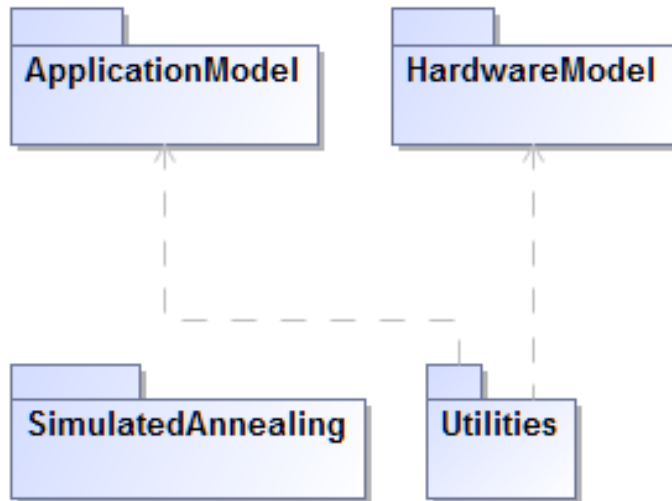 ApplicationModel
HardwareModel
SimulatedAnnealing
Utilities